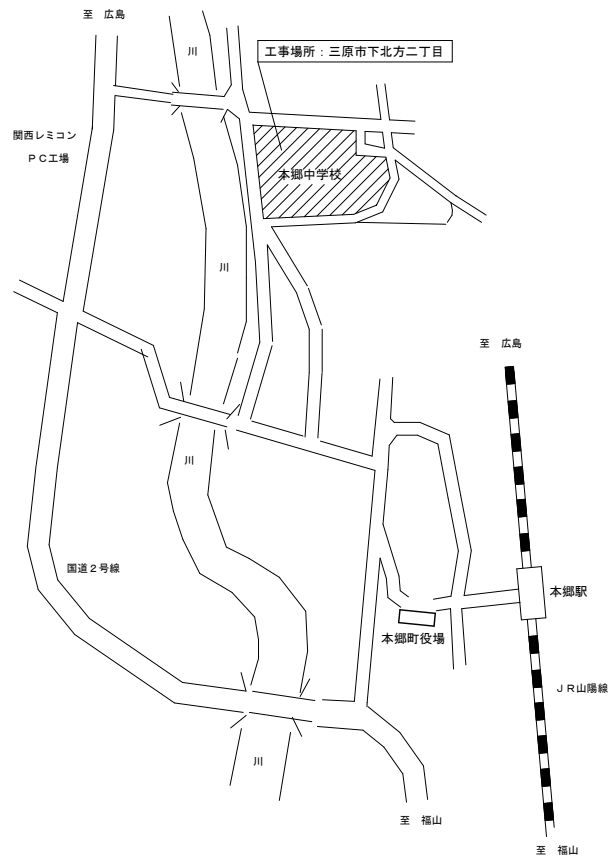 至　広島
川
工事場所：三原市下北方二丁目
関西レミコン
ＰＣ工場
本郷中学校
川
至　広島
川
国道２号線
本郷駅
本郷町役場
ＪＲ山陽線
川
至　福山
至　福山